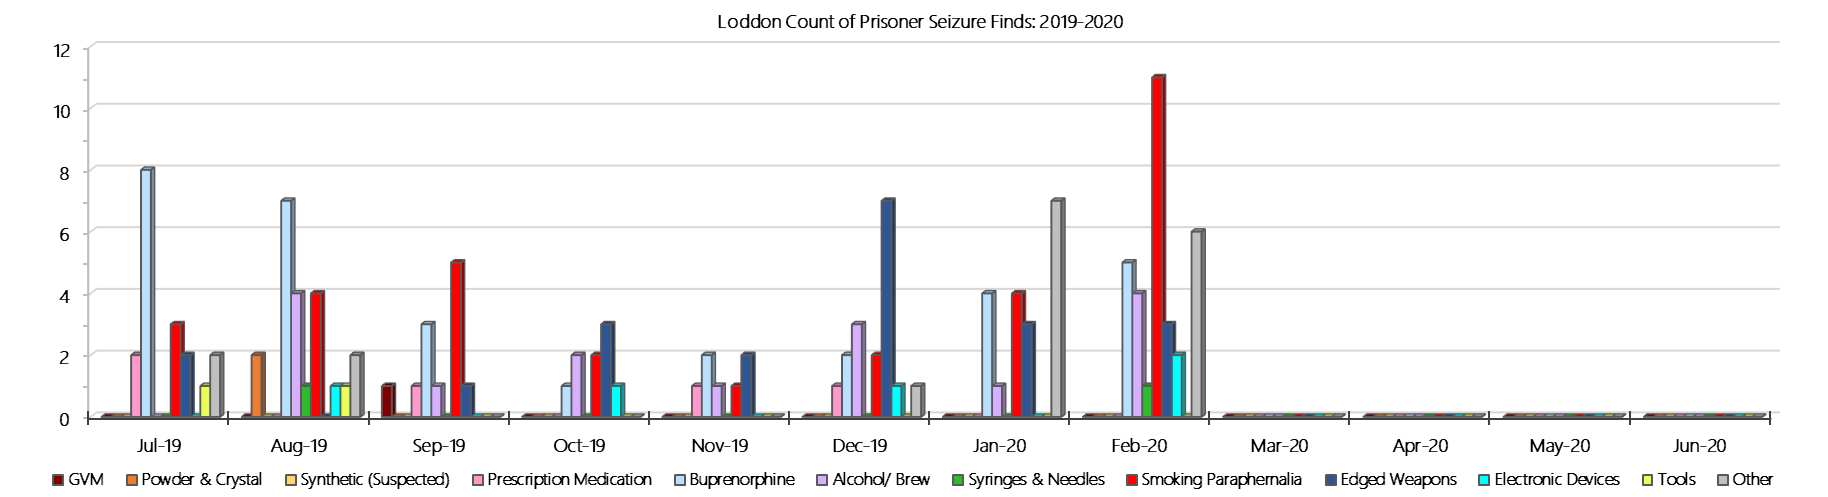 Loddon Count of Prisoner Seizure Finds: 2019-2020
12
10
8
6
4
2
0
Jul-19 Aug-19 Sep-19 Oct-19 Nov-19 Dec-19 Jan-20 Feb-20 Mar-20 Apr-20 May-20 Jun-20
GVM Powder & Crystal Synthetic (Suspected) Prescription Medication Buprenorphine Alcohol/ Brew Syringes & Needles Smoking Paraphernalia Edged Weapons Electronic Devices Tools Other